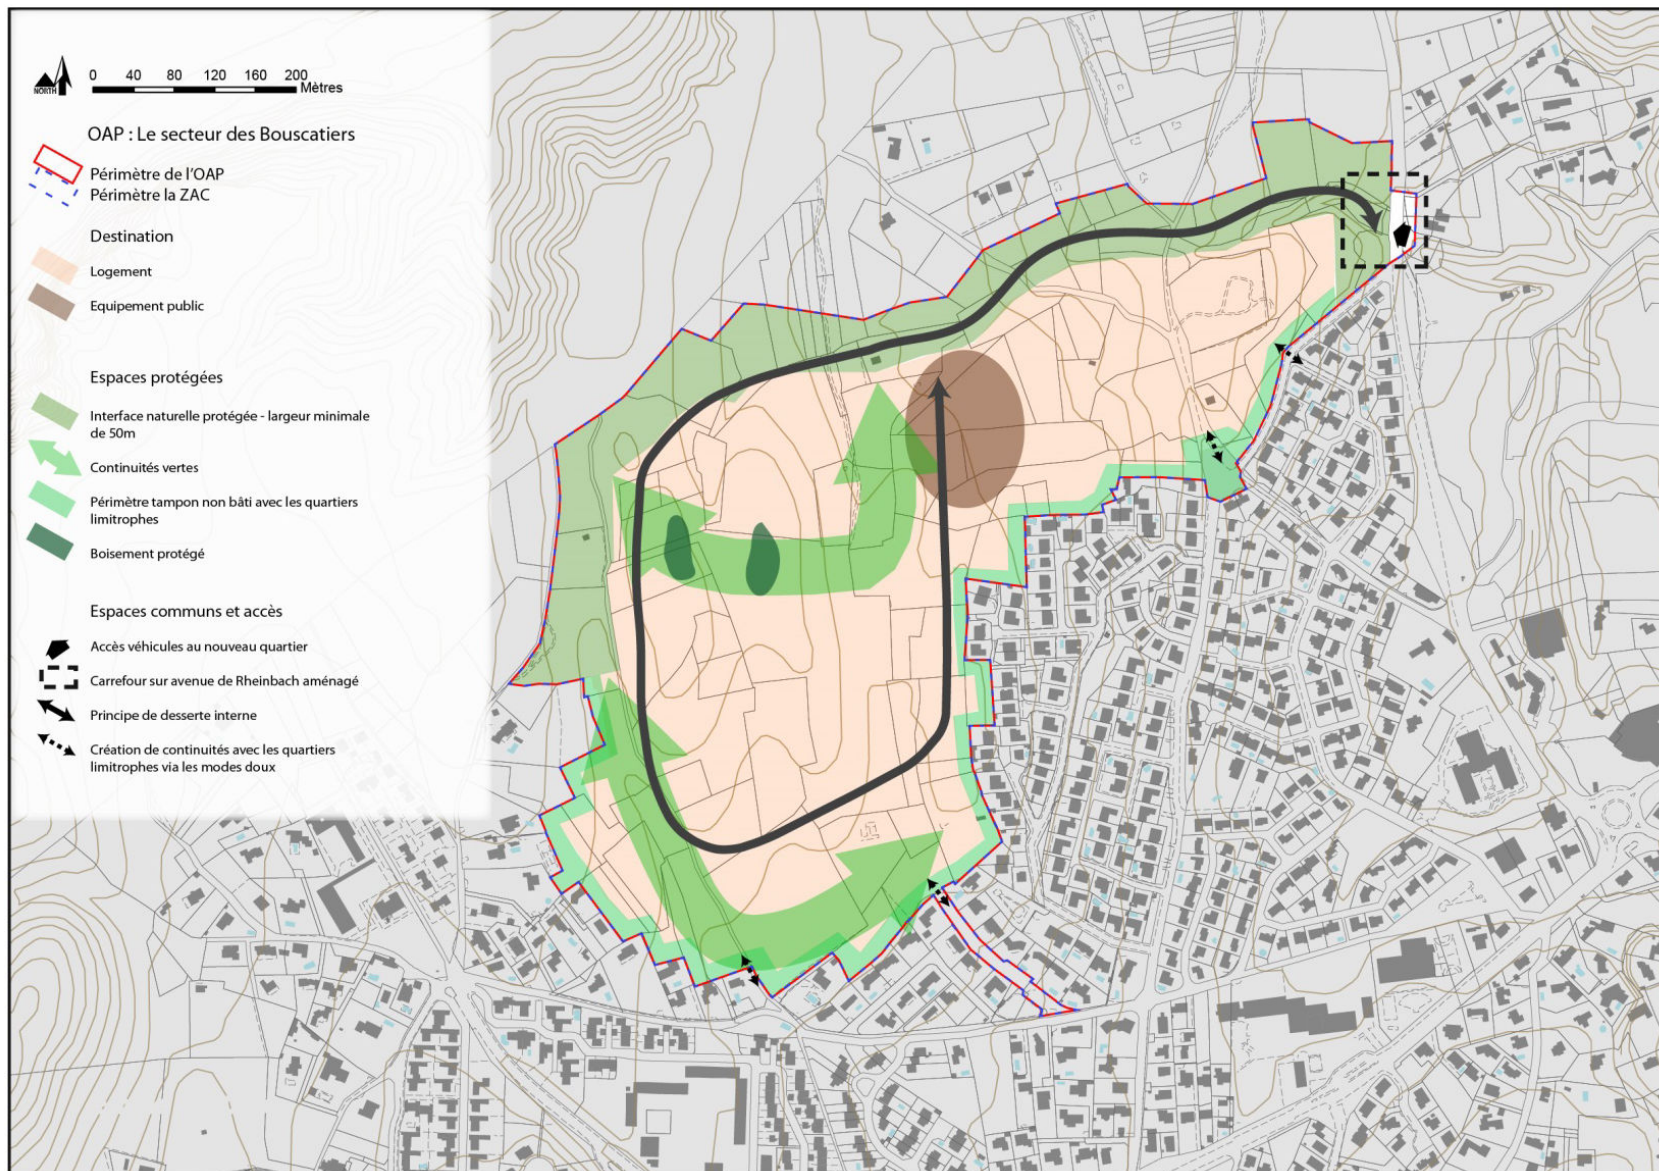 0 40 80 120 160 200
Mètres
NORTH
OAP : Le secteur des Bouscatiers
Périmètre de l'OAP
Périmètre la ZAC
Destination
Logement
Equipement public
Espaces protégées
Interface naturelle protégée - largeur minimale
de 50m
Continuités vertes
Périmètre tampon non bâti avec les quartiers
limitrophes
Boisement protégé
Espaces communs et accès
Accès véhicules au nouveau quartier
Carrefour sur avenue de Rheinbach aménagé
Principe de desserte interne
Création de continuités avec les quartiers
limitrophes via les modes doux